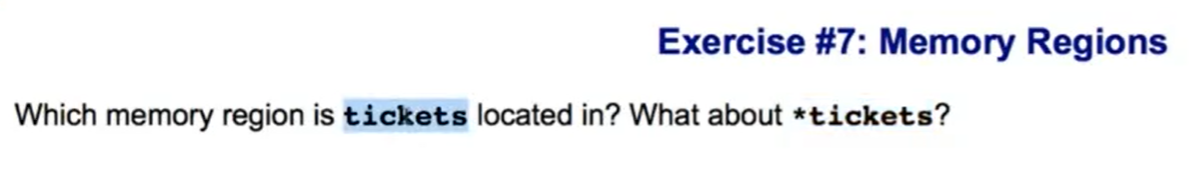 Exercise #7: Memory Regions
Which memory region is tickets located in? What about *tickets?